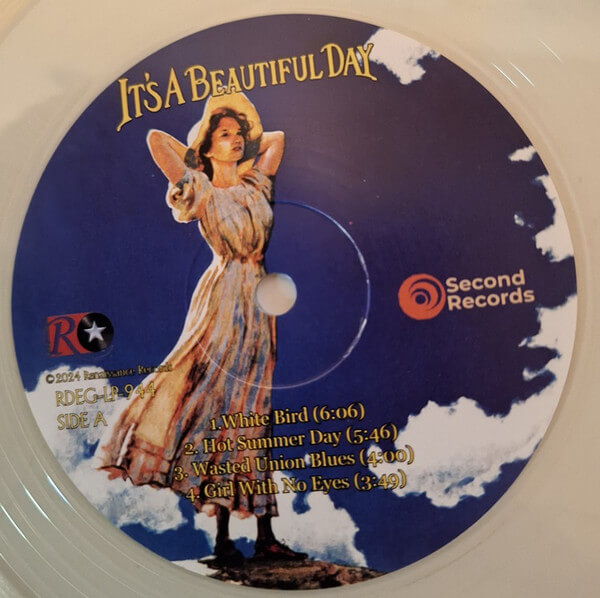 IT'S A BEAUTIFUL DAY
Second
Records
R
©2024 Renaissance Records
RDEG-LP-944
SIDE A
1.White Bird (6:06)
2. Hot Summer Day (5:46)
3. Wasted Union Blues (4:00)
4. Girl With No Eyes (3:49)